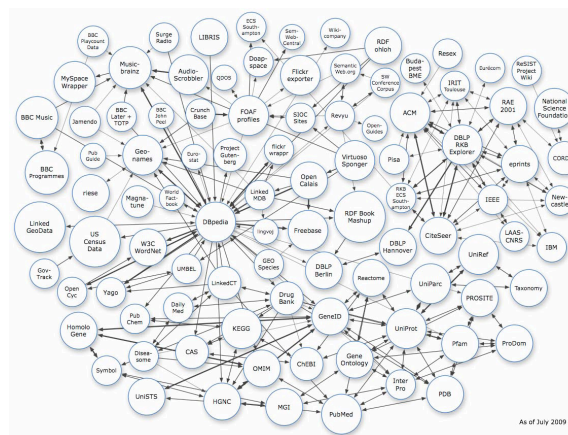 BBC
Playcount
Data
Surge
Radio
LIBRIS
ECS
South-
ampton
Sem-
Web-
Central
Wiki-
company
RDF
ohloh
Resex
Music-
brainz
Doap-
space
Buda-
pest
BME
Eurécom
MySpace
Wrapper
Audio-
Scrobbler
QDOS
Flickr
exporter
Semantic
Web.org
SW
Conference
Corpus
IRIT
Toulouse
ReSIST
Project
Wiki
BBC Music
Jamendo
BBC
Later +
TOTP
BBC
John
Peel
Crunch
Base
FOAF
profiles
SIOC
Sites
Revyu
Open-
Guides
ACM
RAE
2001
National
Science
Foundation
DBLP
RKB
Explorer
Pub
Guide
Geo-
names
Euro-
stat
Project
Guten-
berg
flickr
wrappr
Virtuoso
Sponger
Pisa
eprints
CORDIS
BBC
Programmes
riese
Magna-
tune
World
Fact-
book
Linked
MDB
Open
Calais
RKB
ECS
South-
ampton
IEEE
New-
castle
Linked
GeoData
US
Census
Data
DBpedia
lingvoj
Freebase
RDF Book
Mashup
CiteSeer
LAAS-
CNRS
IBM
W3C
WordNet
GEO
Species
DBLP
Hannover
Gov-
Track
UMBEL
DBLP
Berlin
UniRef
Open
Cyc
Yago
LinkedCT
Reactome
UniParc
Taxonomy
Daily
Med
Drug
Bank
PROSITE
Pub
Chem
GeneID
Homolo
Gene
KEGG
UniProt
Pfam
ProDom
Disea-
some
CAS
ChEBI
Gene
Ontology
Symbol
OMIM
Inter
Pro
UniSTS
HGNC
MGI
PubMed
PDB
As of July 2009